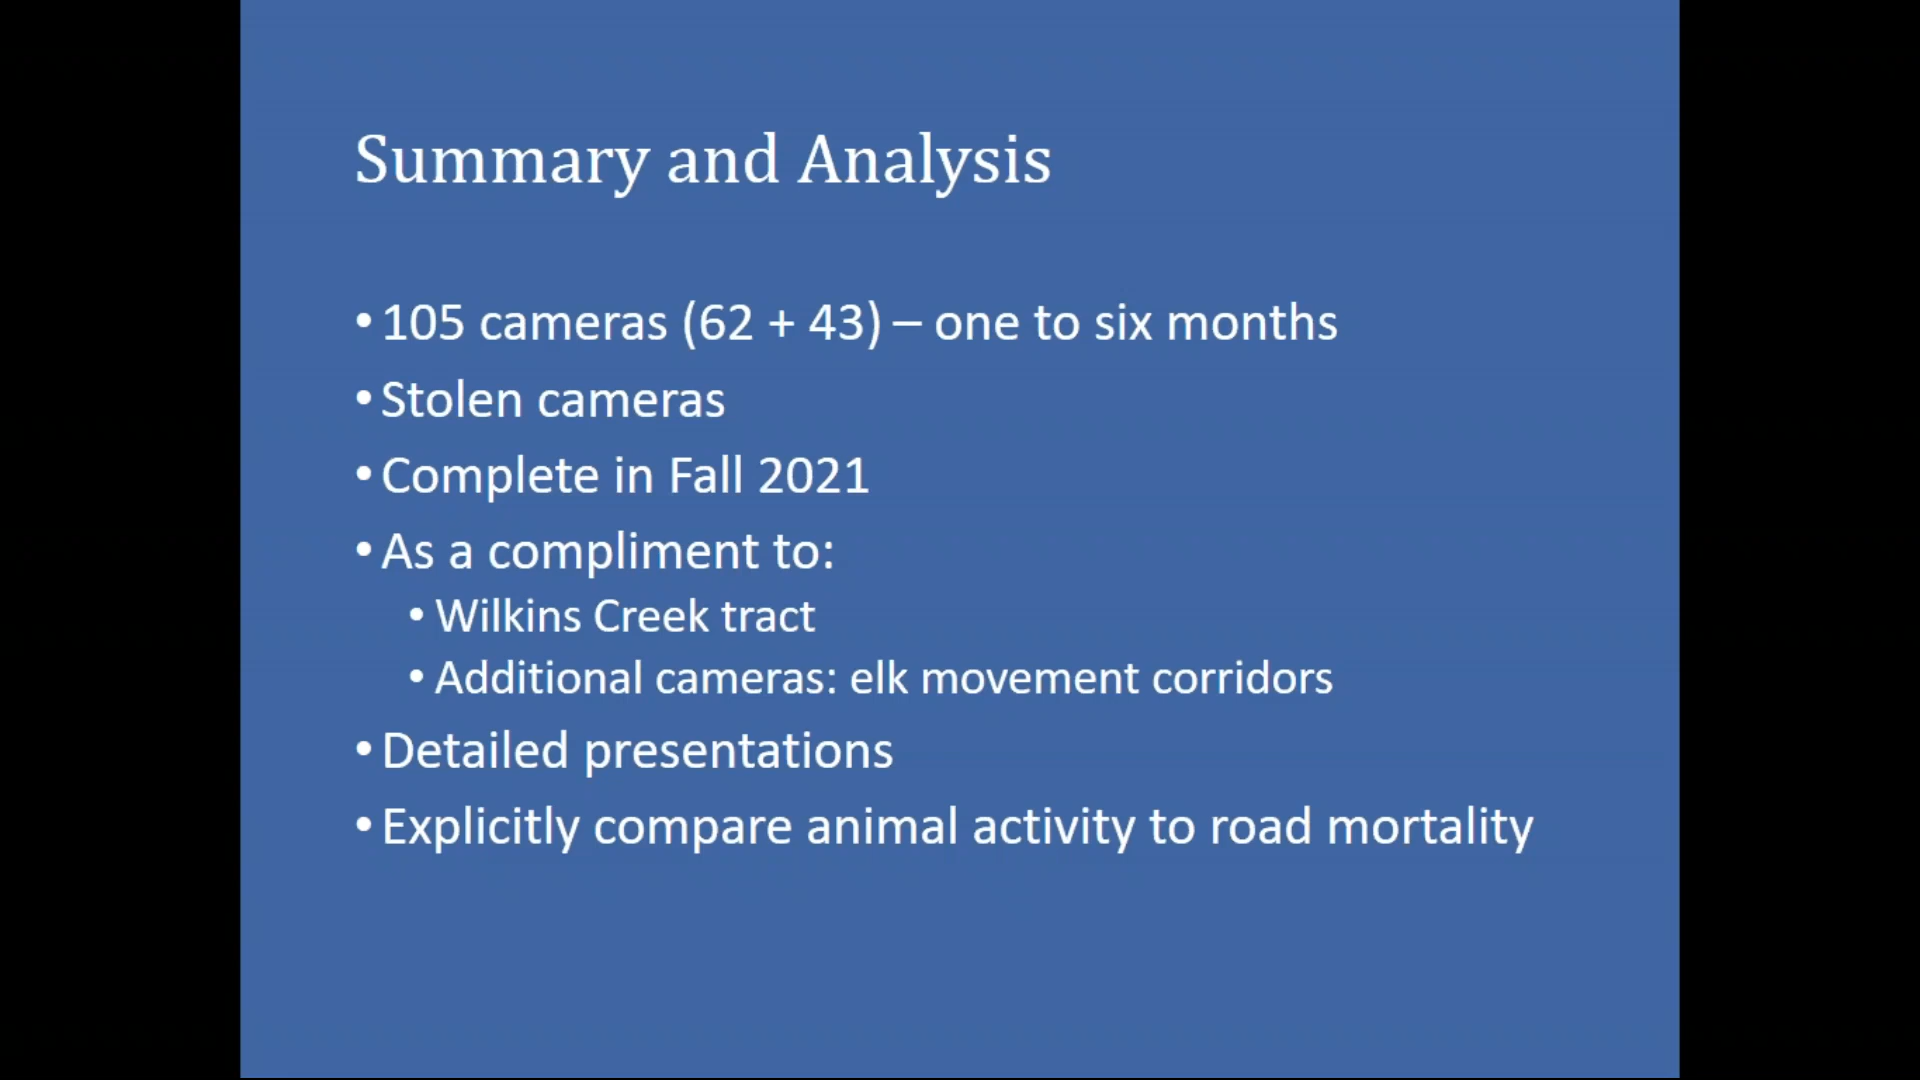 Summary and Analysis
•105 cameras (62 + 43) – one to six months
•Stolen cameras
•Complete in Fall 2021
•As a compliment to:
•Wilkins Creek tract
•Additional cameras: elk movement corridors
•Detailed presentations
•Explicitly compare animal activity to road mortality